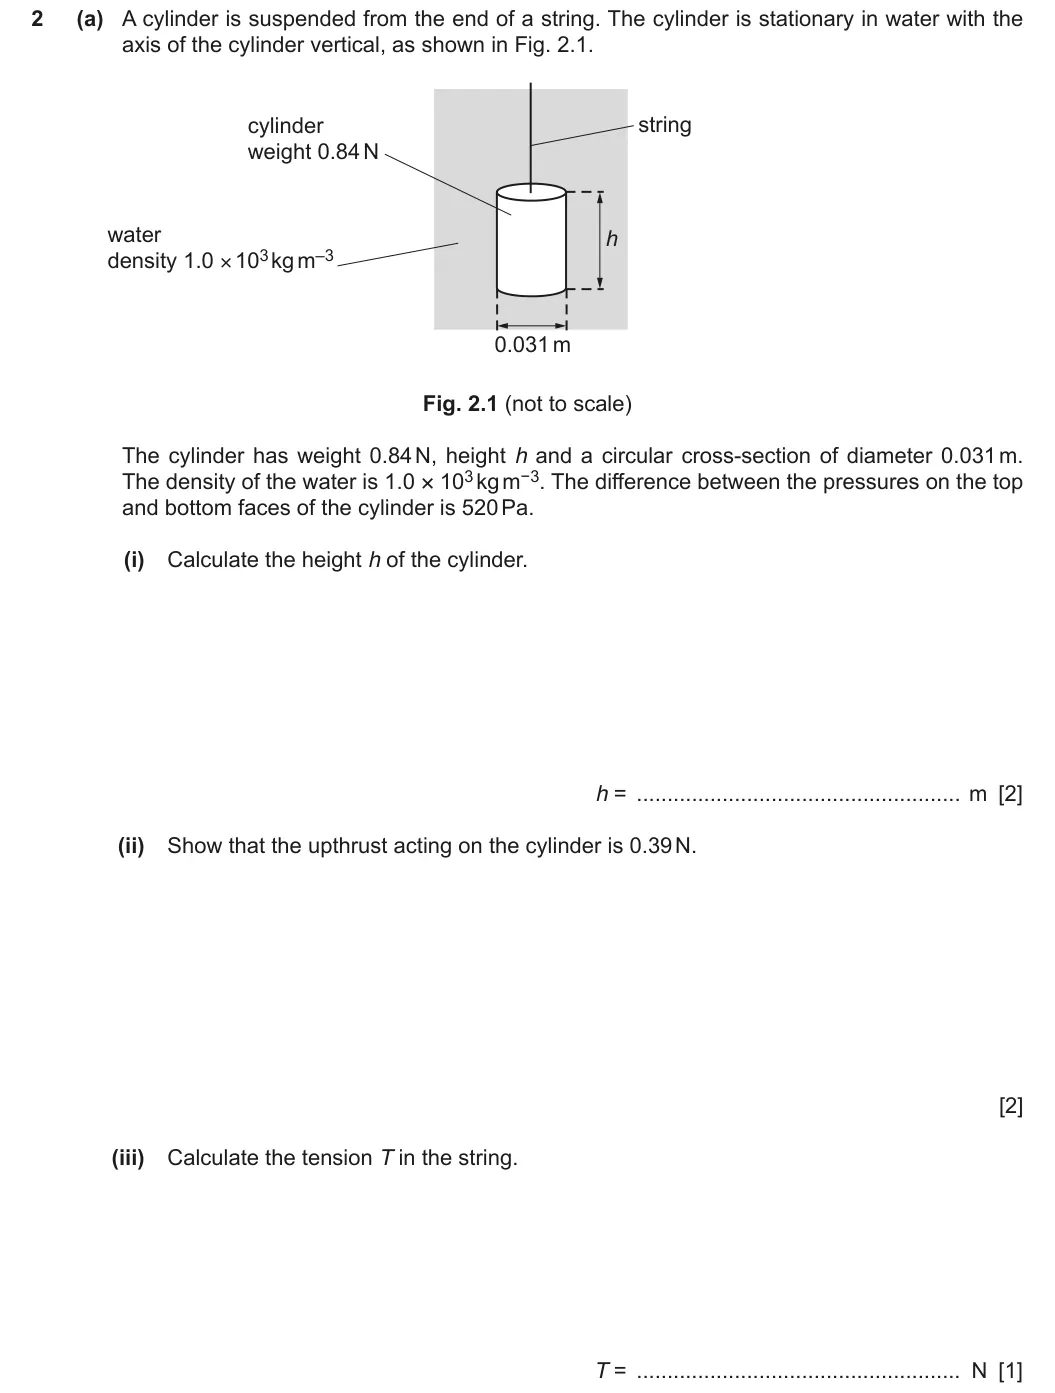 2 (a) A cylinder is suspended from the end of a string. The cylinder is stationary in water with the
axis of the cylinder vertical, as shown in Fig. 2.1.
cylinder
weight 0.84 N
string
water
density 1.0 × 10³ kg m⁻³
h
0.031 m
Fig. 2.1 (not to scale)
The cylinder has weight 0.84 N, height h and a circular cross-section of diameter 0.031 m.
The density of the water is 1.0 × 10³ kg m⁻³. The difference between the pressures on the top
and bottom faces of the cylinder is 520 Pa.
(i) Calculate the height h of the cylinder.
h = ..................................................... m [2]
(ii) Show that the upthrust acting on the cylinder is 0.39 N.
[2]
(iii) Calculate the tension T in the string.
T = ..................................................... N [1]